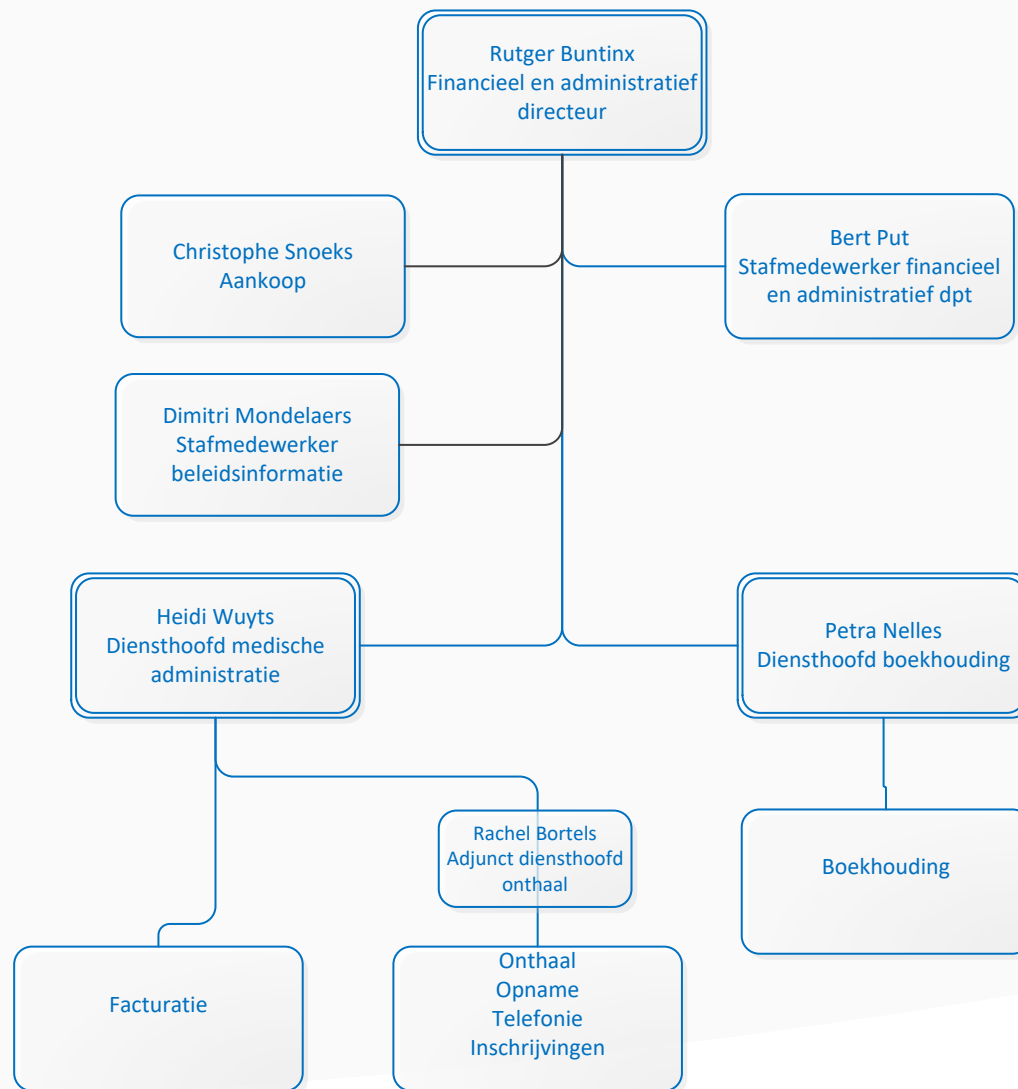 Rutger Buntinx
Financieel en administratief
directeur
Christophe Snoeks
Aankoop
Bert Put
Stafmedewerker financieel
en administratief dpt
Dimitri Mondelaers
Stafmedewerker
beleidsinformatie
Heidi Wuyts
Diensthoofd medische
administratie
Petra Nelles
Diensthoofd boekhouding
Rachel Bortels
Adjunct diensthoofd
onthaal
Boekhouding
Facturatie
Onthaal
Opname
Telefonie
Inschrijvingen